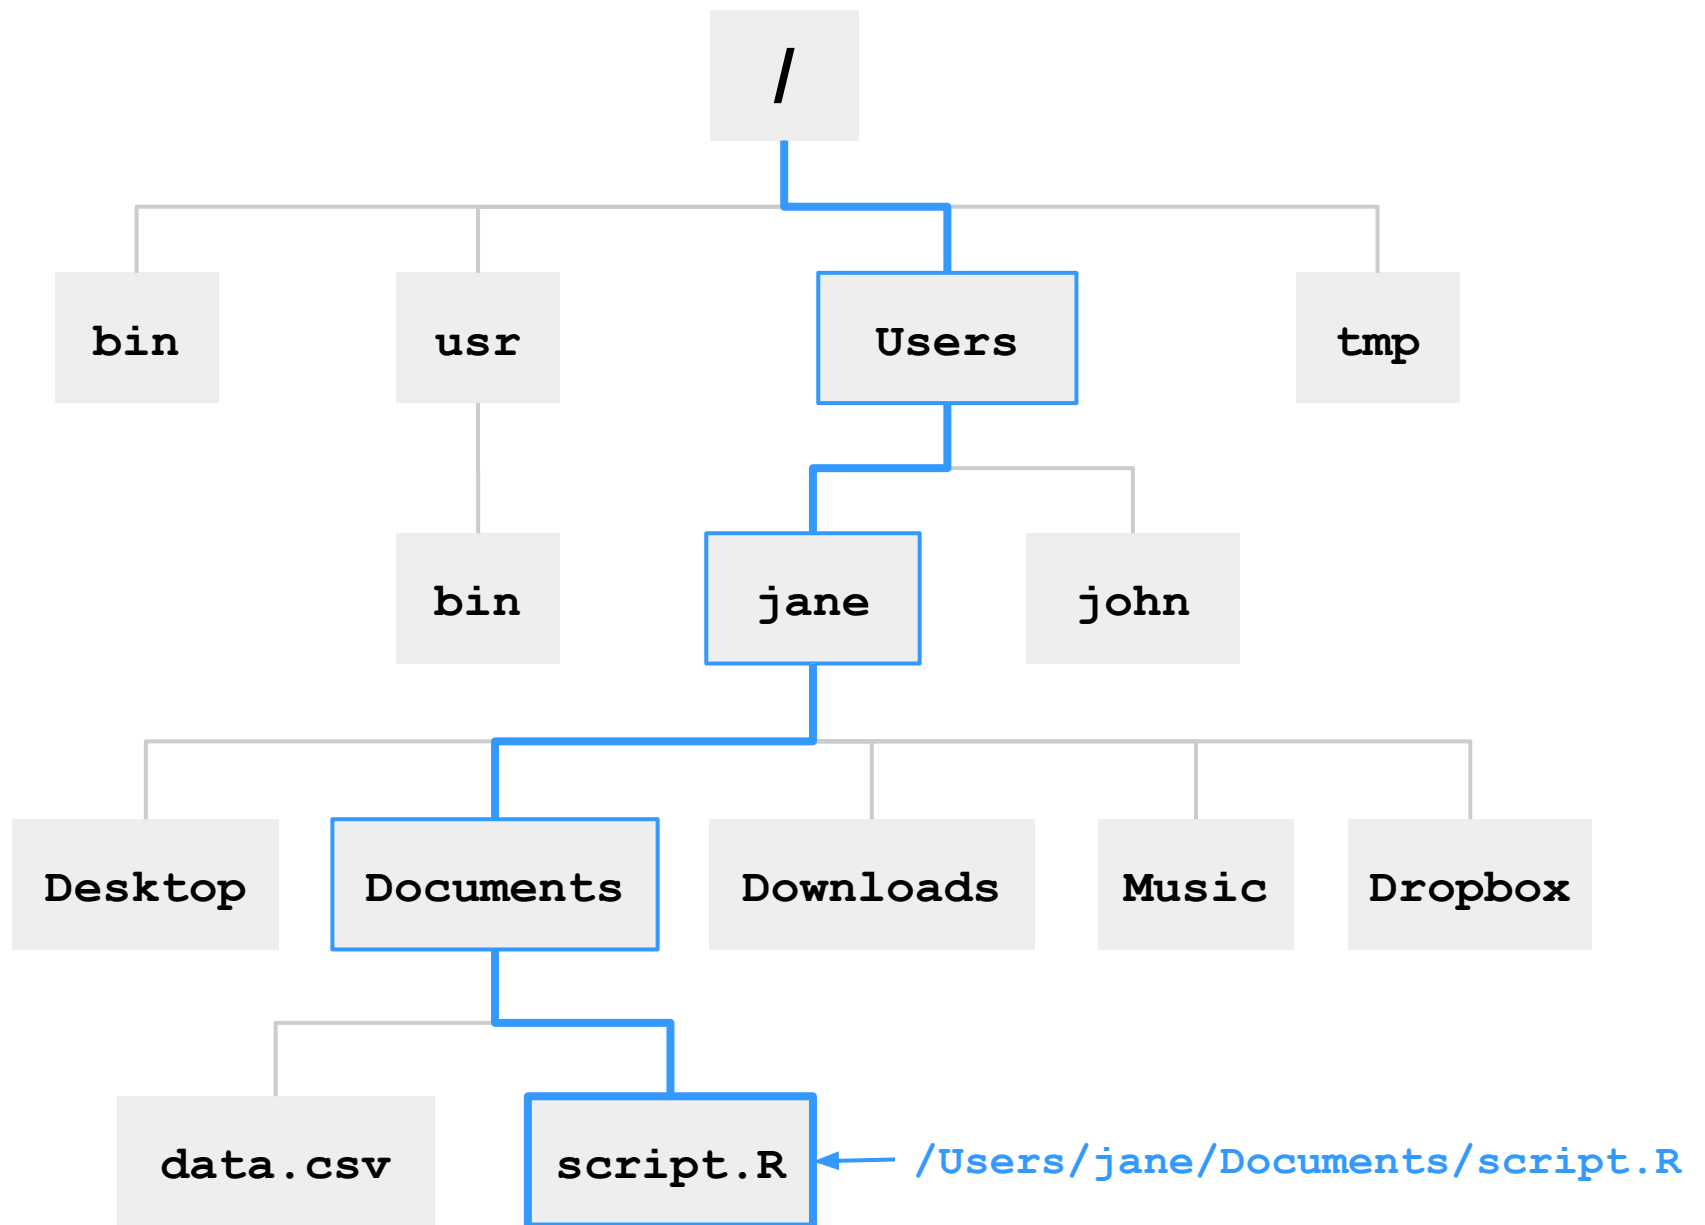 /
bin usr Users tmp
bin jane john
Desktop Documents Downloads Music Dropbox
data.csv script.R /Users/jane/Documents/script.R